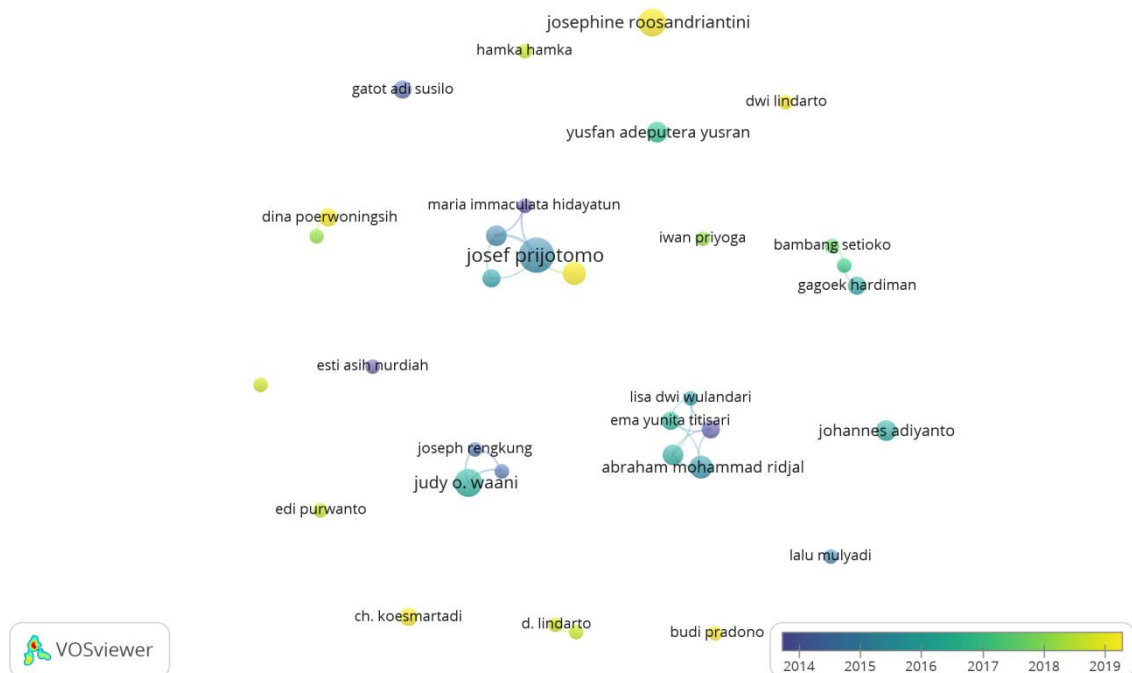 josephine roosandriantini
hamka hamka
gatot adi susilo
dwi lindarto
yusfan adeputera yusran
maria immaculata hidayatun
dina poerwoningsih
iwan priyoga
bambang setioko
josef prijotomo
gagoek hardiman
esti asih nurdiah
lisa dwi wulandari
ema yunita titisari
johannes adiyanto
joseph rengkung
abraham mohammad ridjal
judy o. waani
edi purwanto
lalu mulyadi
ch. koesmartadi
d. lindarto
budi pradono
VOSviewer
2014 2015 2016 2017 2018 2019